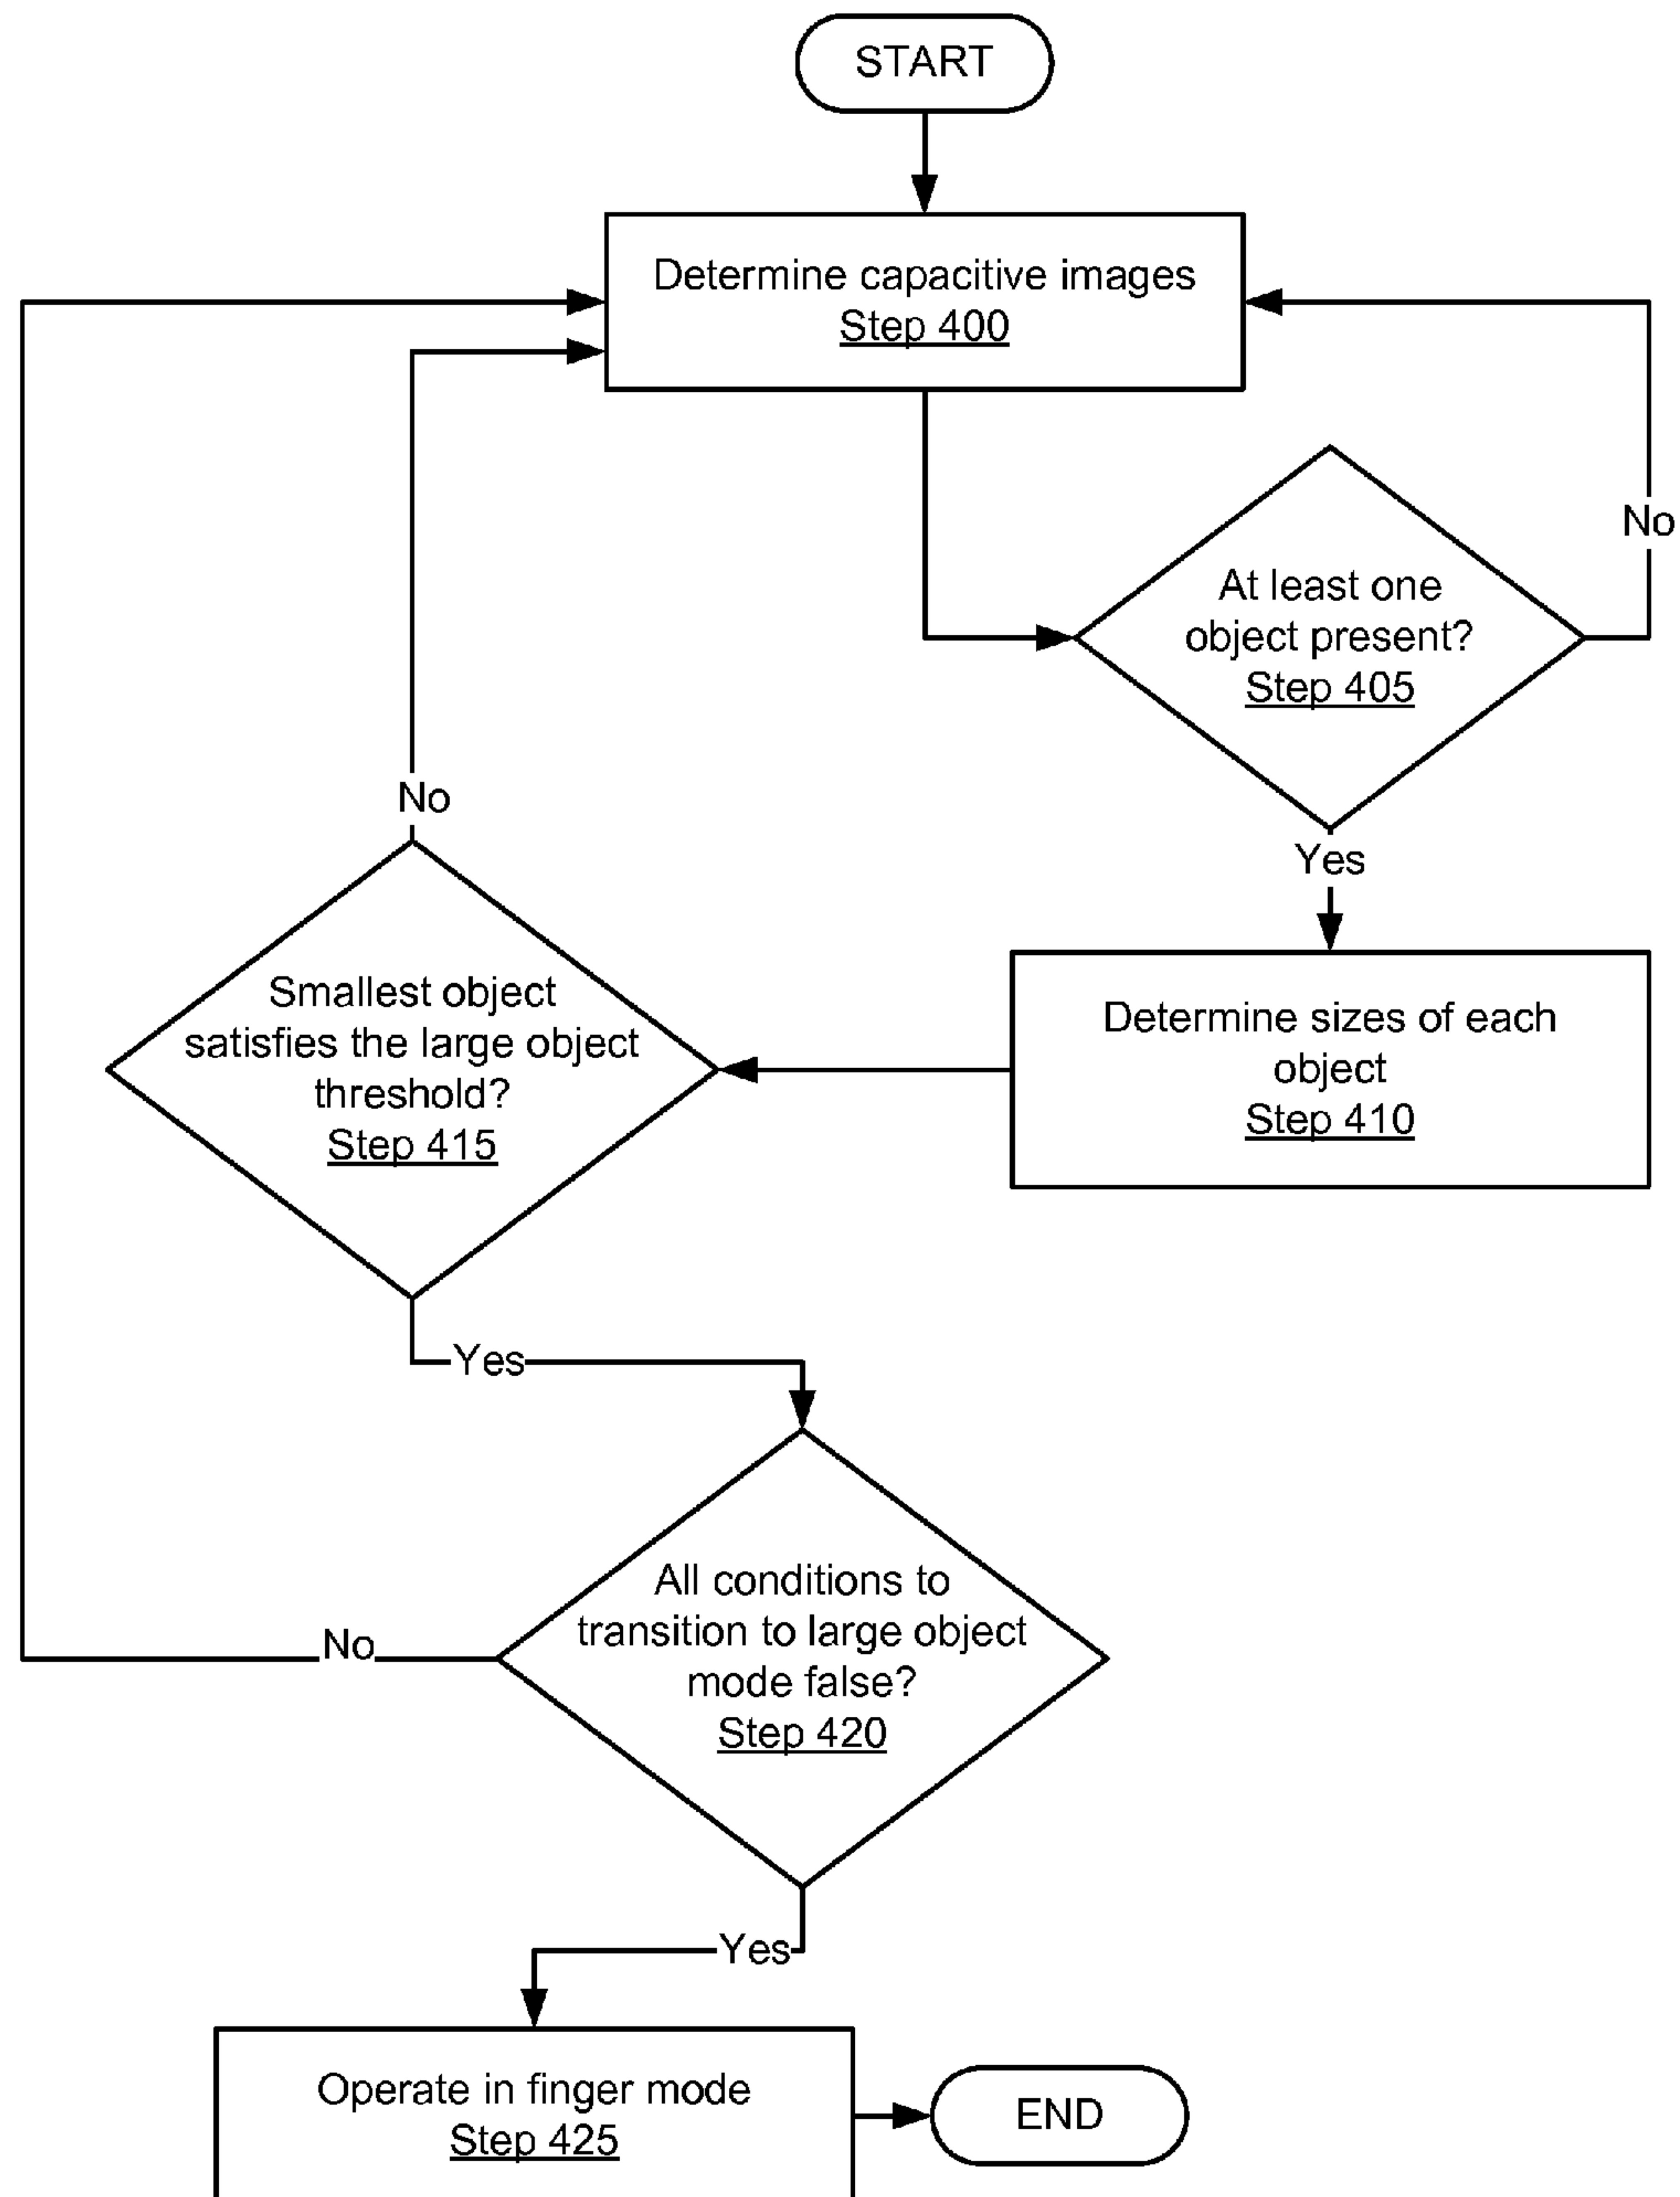 START
Determine capacitive images
Step 400
At least one
object present?
Step 405
No
Yes
Determine sizes of each
object
Step 410
Smallest object
satisfies the large object
threshold?
Step 415
No
Yes
All conditions to
transition to large object
mode false?
Step 420
No
Yes
Operate in finger mode
Step 425
END